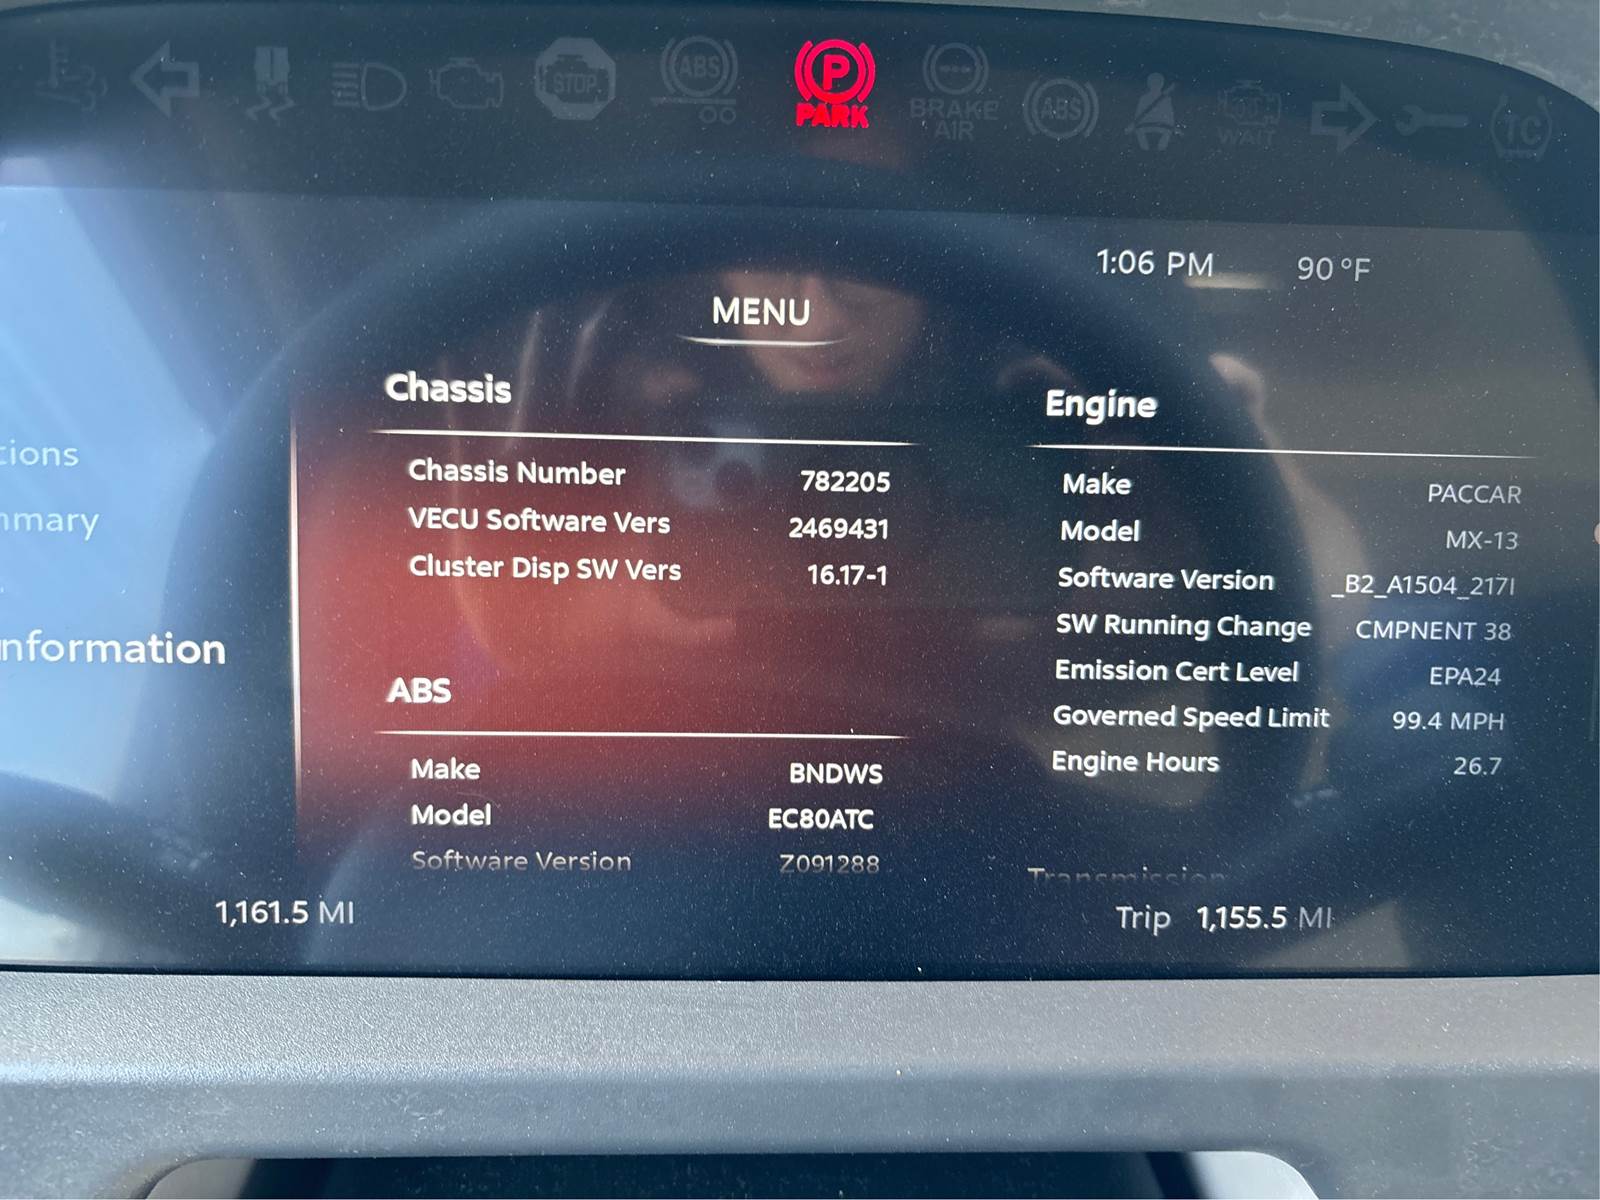 STOP
ABS
P
PARK
BRAKE
AIR
ABS
WAIT
TC
1:06 PM 90 °F
MENU
Chassis
Chassis Number 782205
VECU Software Vers 2469431
Cluster Disp SW Vers 16.17-1
ABS
Make BNDWS
Model EC80ATC
Software Version Z091288
Engine
Make PACCAR
Model MX-13
Software Version _B2_A1504_217I
SW Running Change CMPNENT 38
Emission Cert Level EPA24
Governed Speed Limit 99.4 MPH
Engine Hours 26.7
Transmission
tions
mmary
nformation
1,161.5 MI
Trip 1,155.5 MI